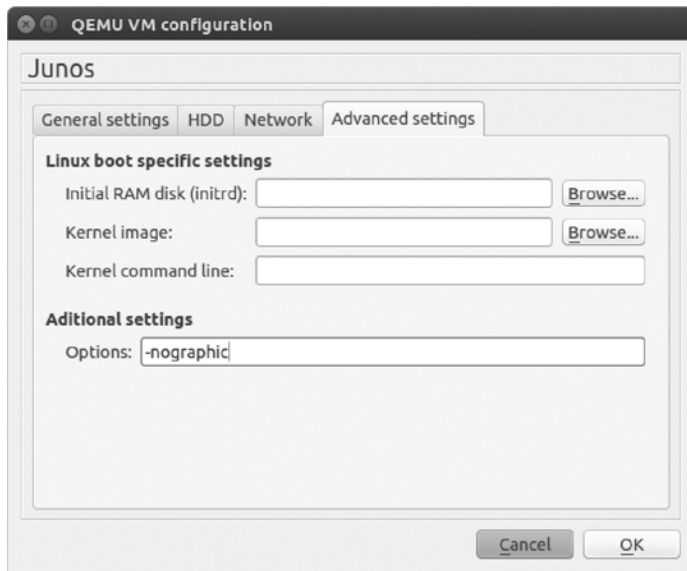 QEMU VM configuration
Junos
General settings HDD Network Advanced settings
Linux boot specific settings
Initial RAM disk (initrd): Browse...
Kernel image: Browse...
Kernel command line:
Aditional settings
Options: -nographic
Cancel OK